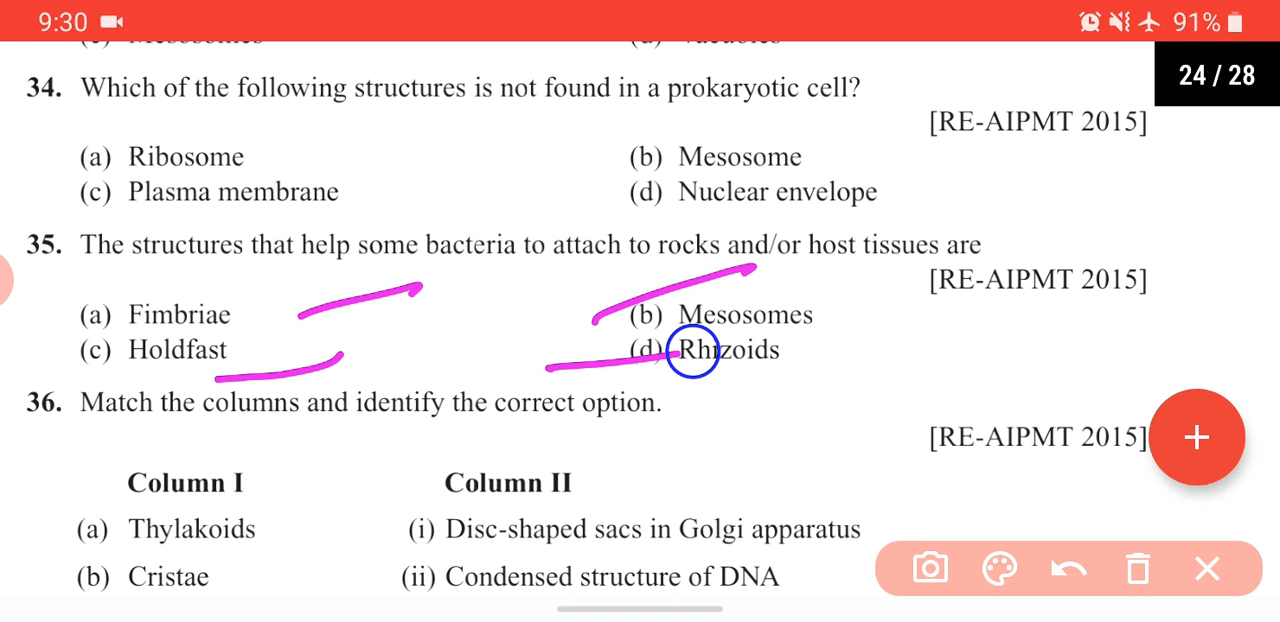 9:30 91%
24 / 28
34. Which of the following structures is not found in a prokaryotic cell?
[RE-AIPMT 2015]
(a) Ribosome (b) Mesosome
(c) Plasma membrane (d) Nuclear envelope
35. The structures that help some bacteria to attach to rocks and/or host tissues are
[RE-AIPMT 2015]
(a) Fimbriae (b) Mesosomes
(c) Holdfast (d) Rhizoids
36. Match the columns and identify the correct option.
[RE-AIPMT 2015]
Column I Column II
(a) Thylakoids (i) Disc-shaped sacs in Golgi apparatus
(b) Cristae (ii) Condensed structure of DNA